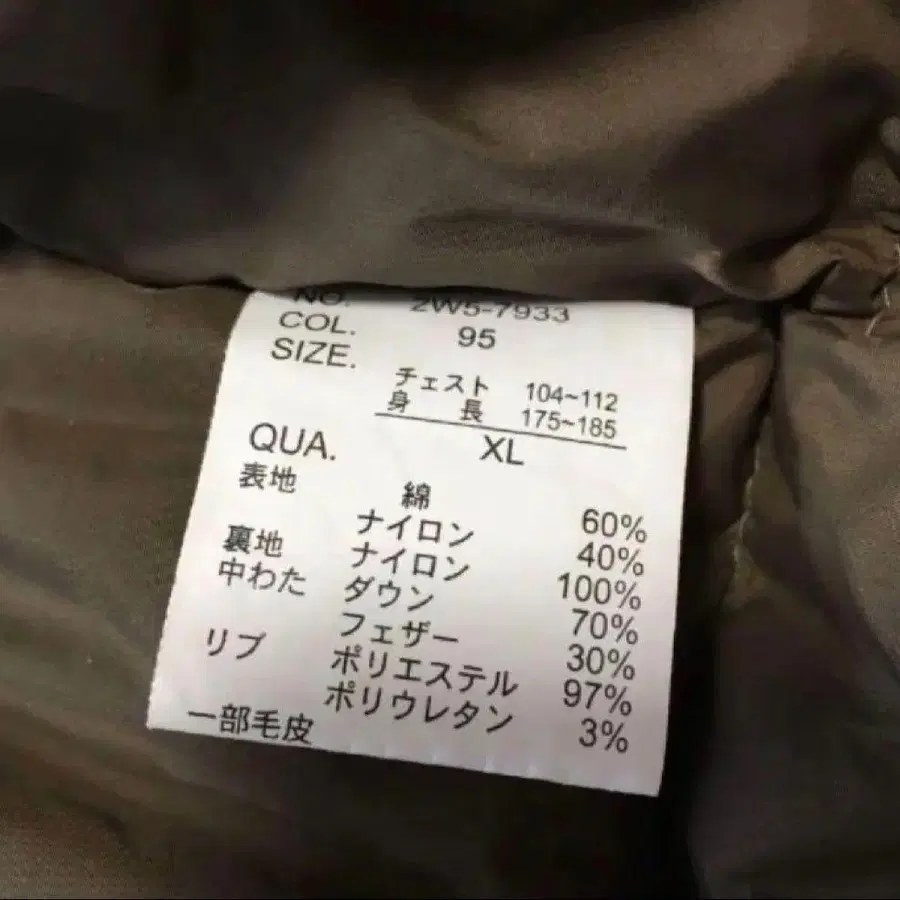 NO. 2W5-7933
COL. 95
SIZE.
チェスト 104~112
身 長 175~185
XL
QUA.
表地 綿 60%
ナイロン 40%
裏地 ナイロン 100%
中わた ダウン 70%
フェザー 30%
リブ ポリエステル 97%
ポリウレタン 3%
一部毛皮